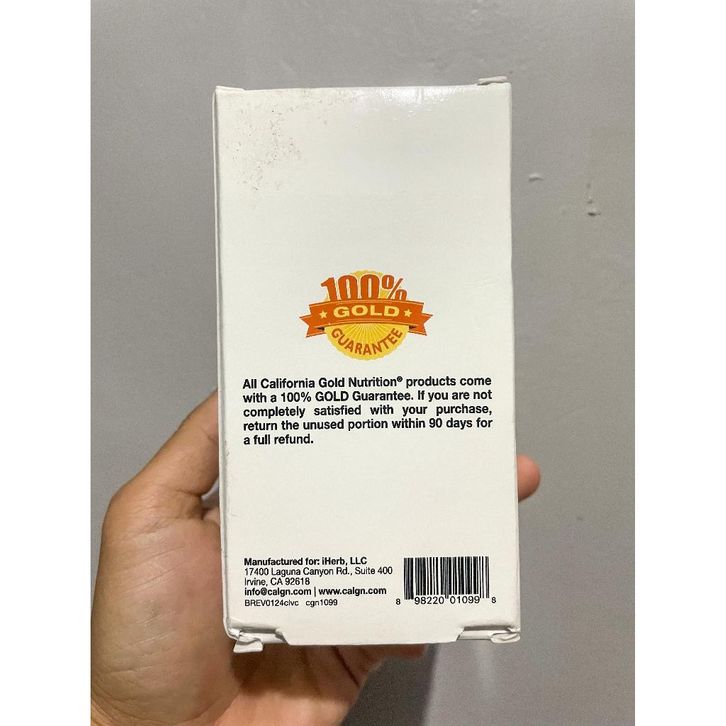 100%
GOLD
GUARANTEE
All California Gold Nutrition® products come
with a 100% GOLD Guarantee. If you are not
completely satisfied with your purchase,
return the unused portion within 90 days for
a full refund.
Manufactured for: iHerb, LLC
17400 Laguna Canyon Rd., Suite 400
Irvine, CA 92618
info@calgn.com | www.calgn.com
BREV0124civc cgn1099
8 98220 01099 8